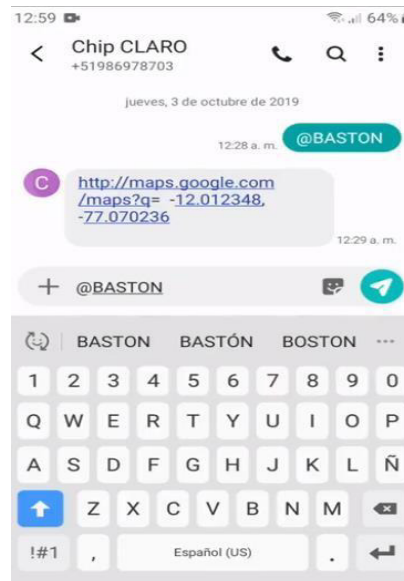 12:59 64%
Chip CLARO
+51986978703
jueves, 3 de octubre de 2019
12:28 a. m. @BASTON
C
http://maps.google.com
/maps?q= -12.012348,
-77.070236
12:29 a. m.
@BASTON
BASTON BASTÓN BOSTON ...
1 2 3 4 5 6 7 8 9 0
Q W E R T Y U I O P
A S D F G H J K L Ñ
Z X C V B N M
!#1 , Español (US) .